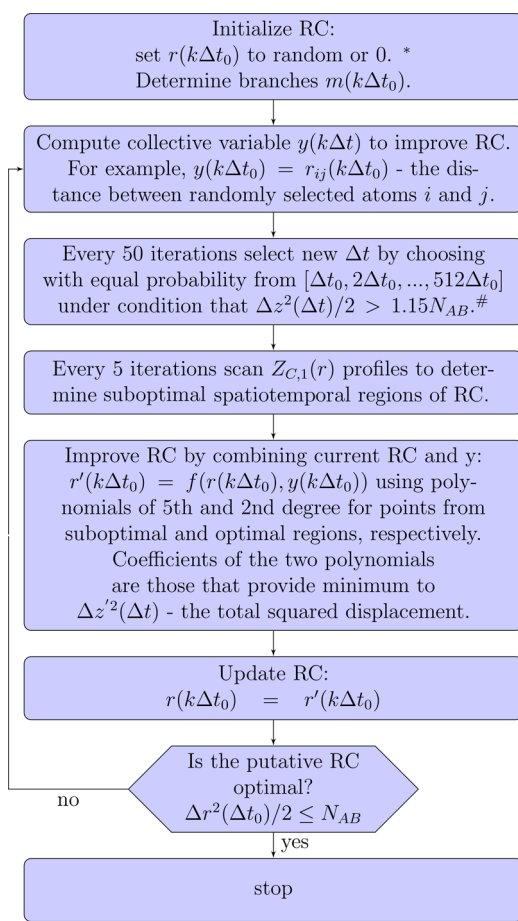 Initialize RC:
set r(kΔt₀) to random or 0. *
Determine branches m(kΔt₀).
Compute collective variable y(kΔt) to improve RC.
For example, y(kΔt₀) = rᵢⱼ(kΔt₀) - the dis-
tance between randomly selected atoms i and j.
Every 50 iterations select new Δt by choosing
with equal probability from [Δt₀, 2Δt₀, ..., 512Δt₀]
under condition that Δz²(Δt)/2 > 1.15N_AB.#
Every 5 iterations scan Z_C,1(r) profiles to deter-
mine suboptimal spatiotemporal regions of RC.
Improve RC by combining current RC and y:
r′(kΔt₀) = f(r(kΔt₀), y(kΔt₀)) using poly-
nomials of 5th and 2nd degree for points from
suboptimal and optimal regions, respectively.
Coefficients of the two polynomials
are those that provide minimum to
Δz′²(Δt) - the total squared displacement.
Update RC:
r(kΔt₀) = r′(kΔt₀)
Is the putative RC
optimal?
Δr²(Δt₀)/2 ≤ N_AB
no
yes
stop